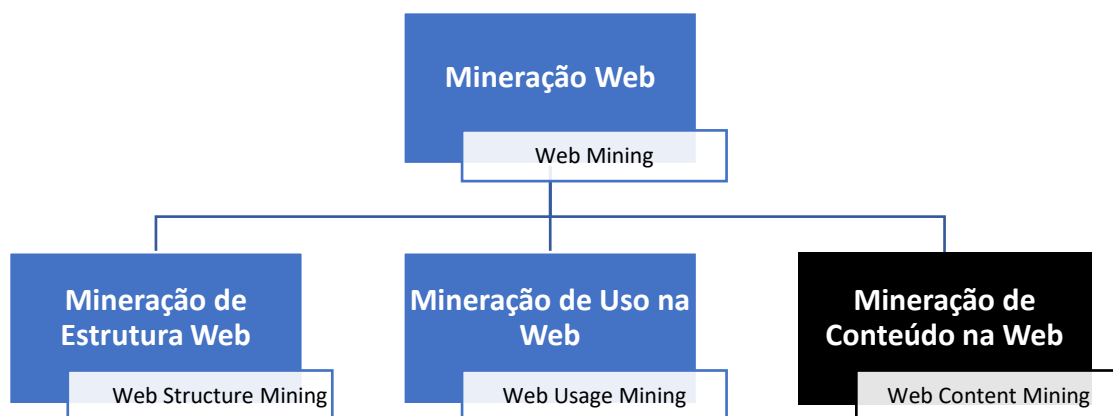 Mineração Web
Web Mining
Mineração de
Estrutura Web
Web Structure Mining
Mineração de Uso na
Web
Web Usage Mining
Mineração de
Conteúdo na Web
Web Content Mining